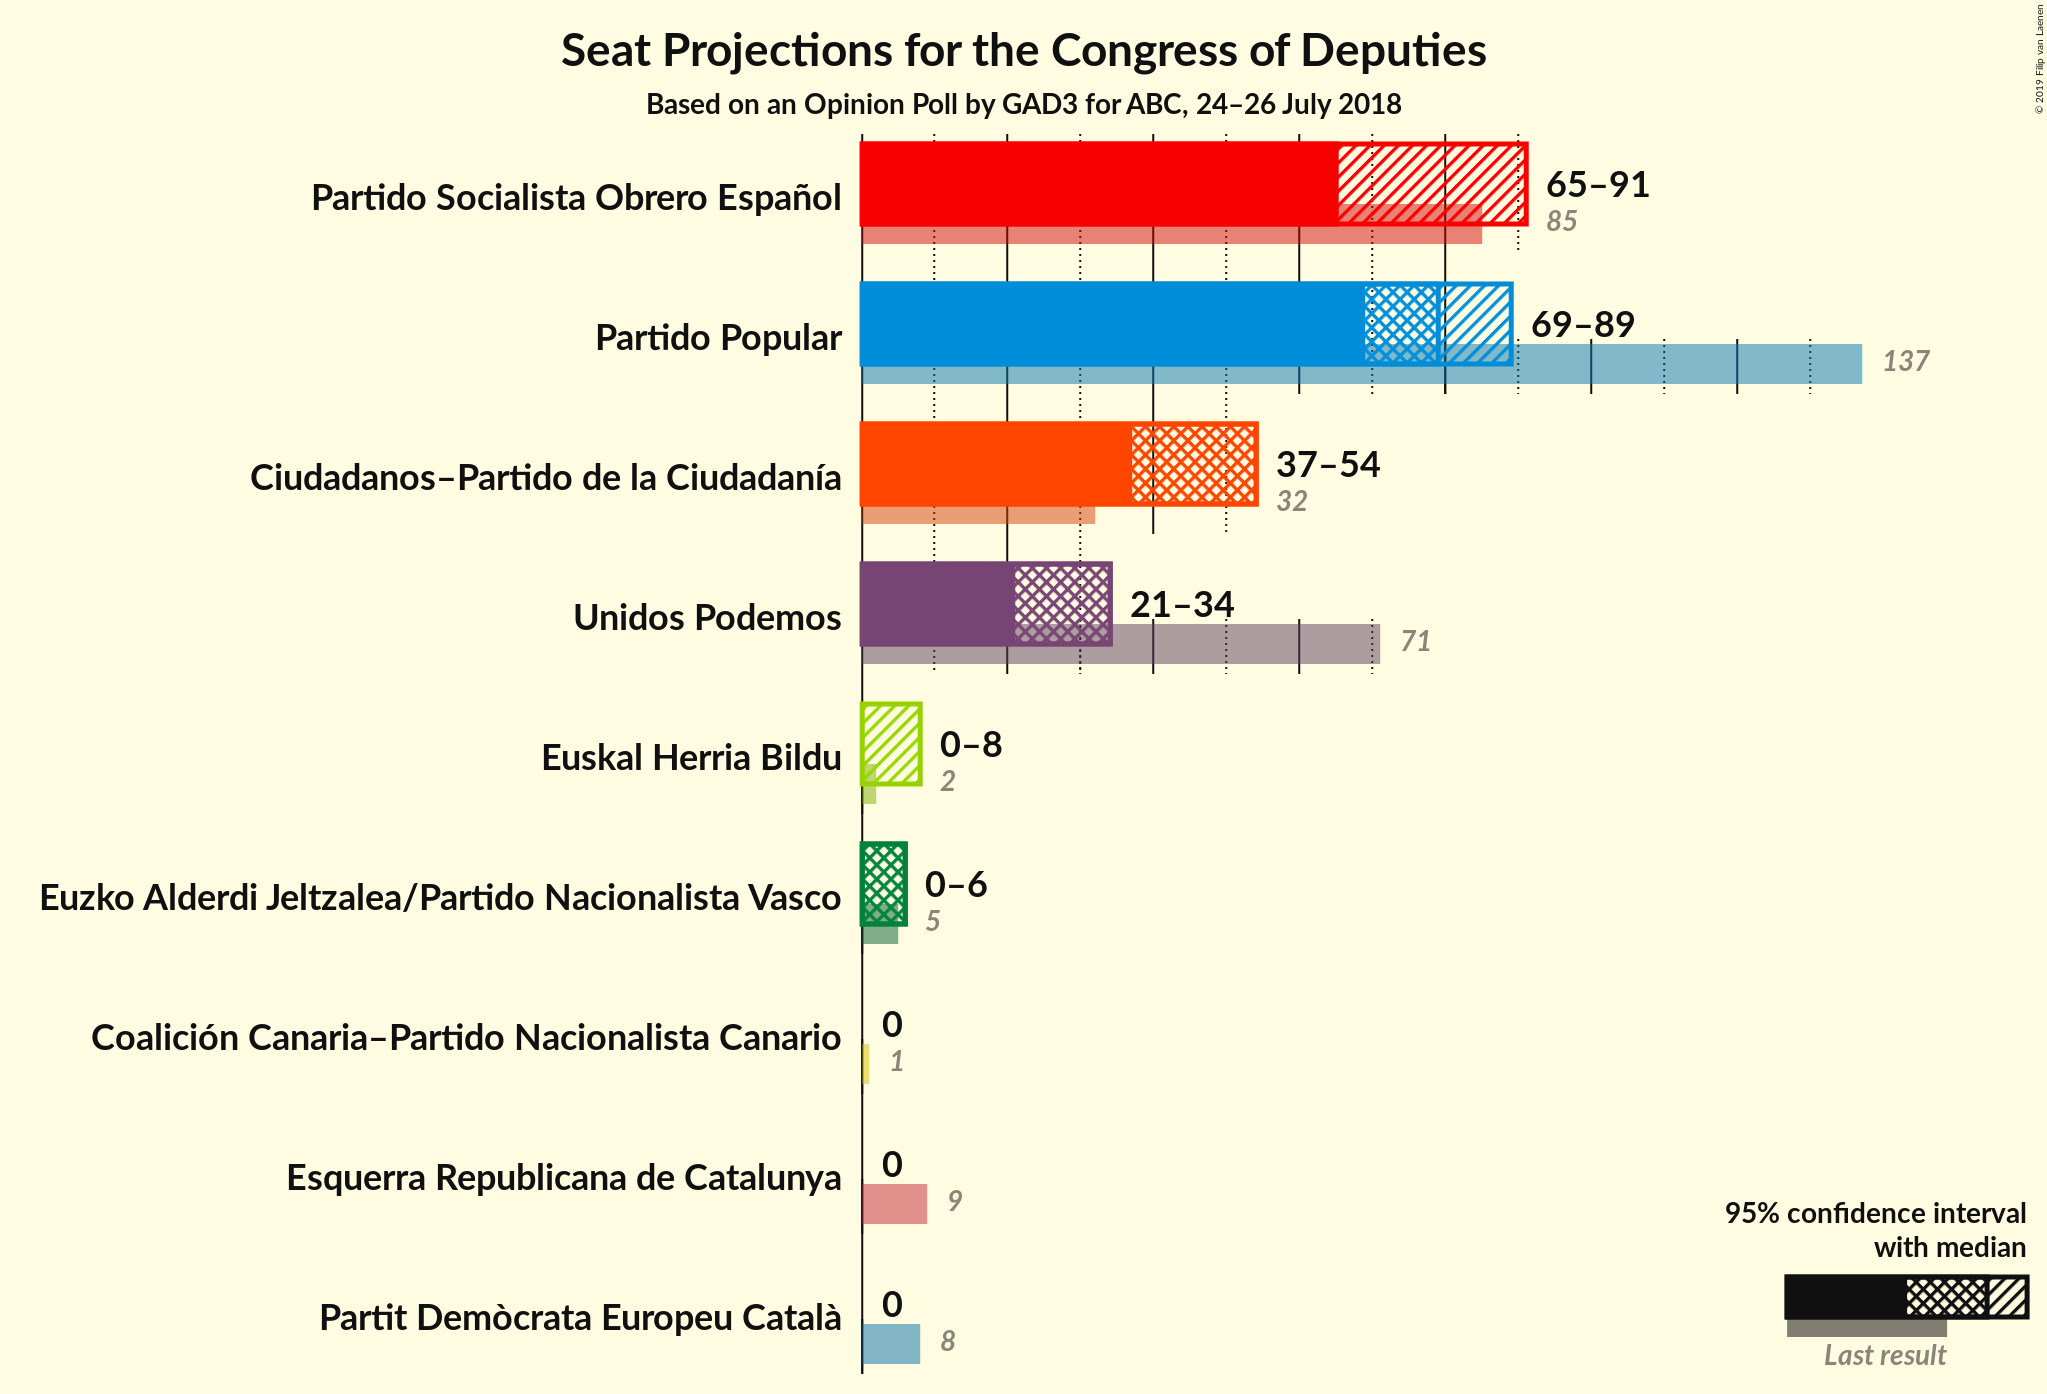 Seat Projections for the Congress of Deputies
Based on an Opinion Poll by GAD3 for ABC, 24–26 July 2018
© 2019 Filip van Laenen
Partido Socialista Obrero Español
65–91
85
Partido Popular
69–89
137
Ciudadanos–Partido de la Ciudadanía
37–54
32
Unidos Podemos
21–34
71
Euskal Herria Bildu
0–8
2
Euzko Alderdi Jeltzalea/Partido Nacionalista Vasco
0–6
5
Coalición Canaria–Partido Nacionalista Canario
0
1
Esquerra Republicana de Catalunya
0
9
Partit Demòcrata Europeu Català
0
8
95% confidence interval
with median
Last result